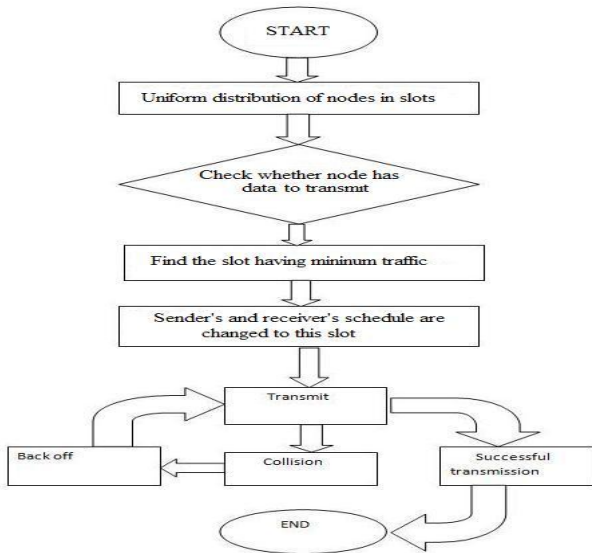 START
Uniform distribution of nodes in slots
Check whether node has
data to transmit
Find the slot having mininum traffic
Sender's and receiver's schedule are
changed to this slot
Transmit
Back off
Collision
Successful
transmission
END